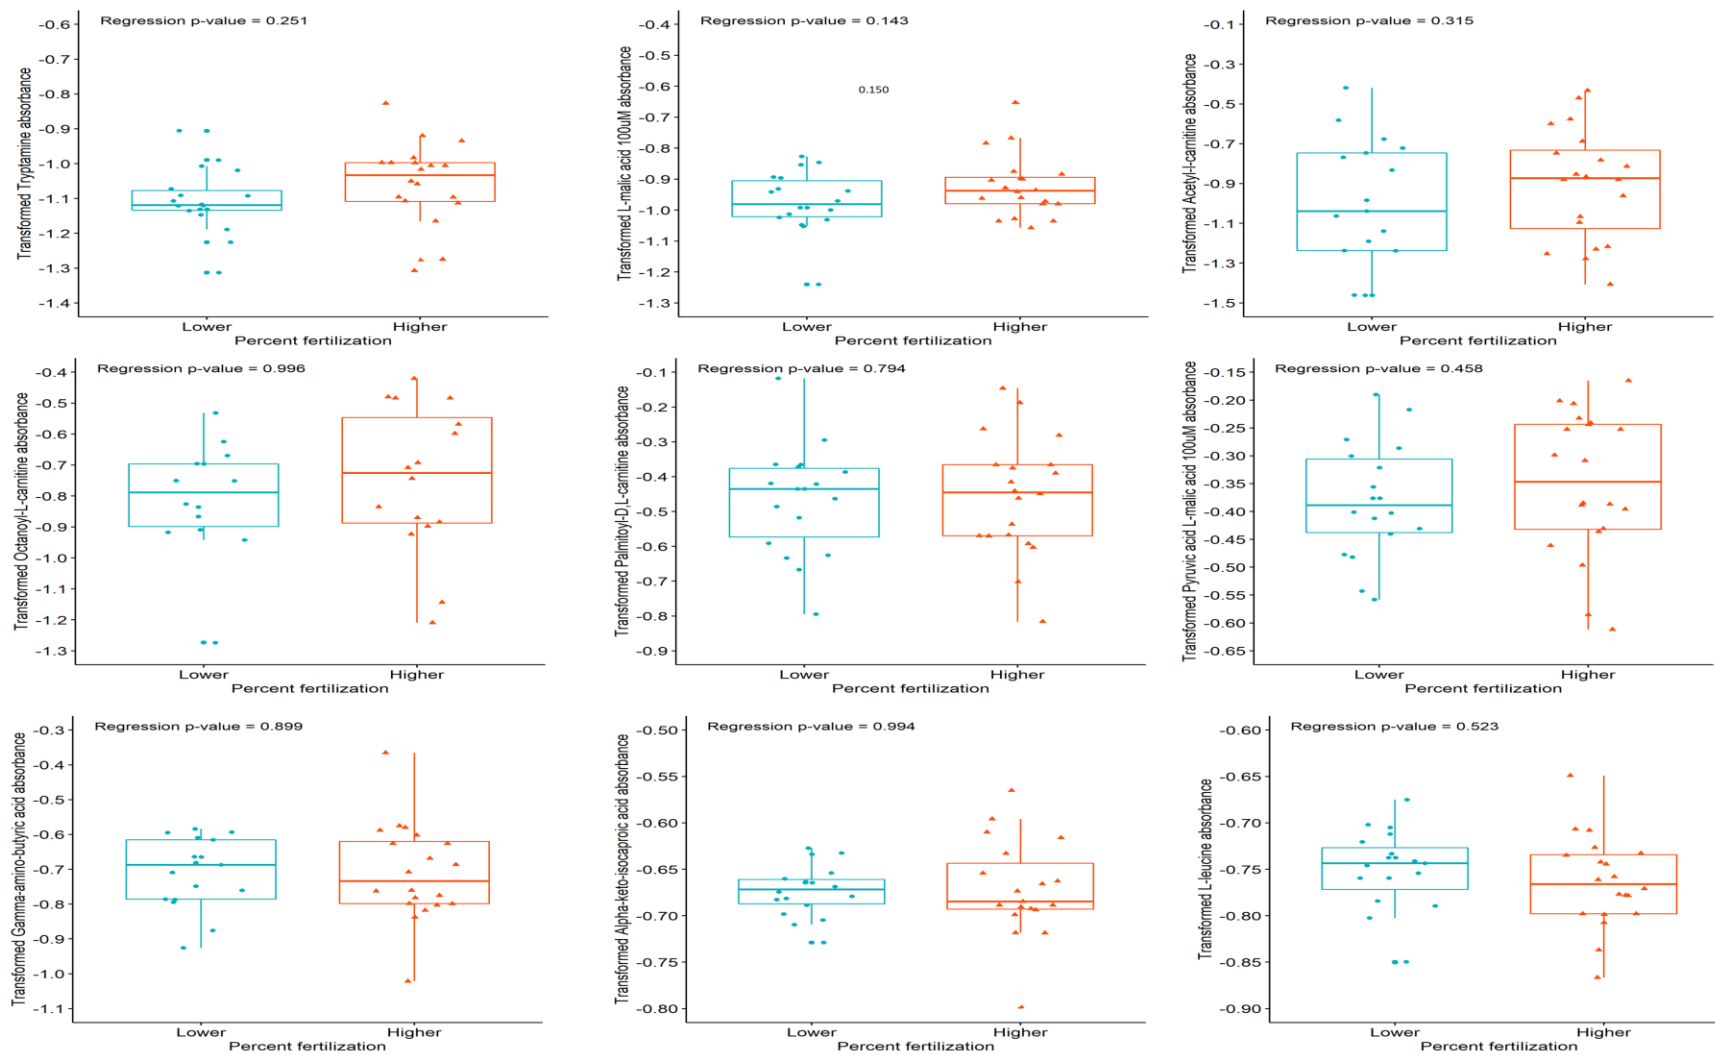 Regression p-value = 0.251
Transformed Tryptamine absorbance
-0.6
-0.7
-0.8
-0.9
-1.0
-1.1
-1.2
-1.3
-1.4
Lower
Higher
Percent fertilization
Regression p-value = 0.143
0.150
Transformed L-malic acid 100uM absorbance
-0.4
-0.5
-0.6
-0.7
-0.8
-0.9
-1.0
-1.1
-1.2
-1.3
Lower
Higher
Percent fertilization
Regression p-value = 0.315
Transformed Acetyl-l-carnitine absorbance
-0.1
-0.3
-0.5
-0.7
-0.9
-1.1
-1.3
-1.5
Lower
Higher
Percent fertilization
Regression p-value = 0.996
Transformed Octanoyl-L-carnitine absorbance
-0.4
-0.5
-0.6
-0.7
-0.8
-0.9
-1.0
-1.1
-1.2
-1.3
Lower
Higher
Percent fertilization
Regression p-value = 0.794
Transformed Palmitoyl-D,L-carnitine absorbance
-0.1
-0.2
-0.3
-0.4
-0.5
-0.6
-0.7
-0.8
-0.9
Lower
Higher
Percent fertilization
Regression p-value = 0.458
Transformed Pyruvic acid L-malic acid 100uM absorbance
-0.15
-0.20
-0.25
-0.30
-0.35
-0.40
-0.45
-0.50
-0.55
-0.60
-0.65
Lower
Higher
Percent fertilization
Regression p-value = 0.899
Transformed Gamma-amino-butyric acid absorbance
-0.3
-0.4
-0.5
-0.6
-0.7
-0.8
-0.9
-1.0
-1.1
Lower
Higher
Percent fertilization
Regression p-value = 0.994
Transformed Alpha-keto-isocaproic acid absorbance
-0.50
-0.55
-0.60
-0.65
-0.70
-0.75
-0.80
Lower
Higher
Percent fertilization
Regression p-value = 0.523
Transformed L-leucine absorbance
-0.60
-0.65
-0.70
-0.75
-0.80
-0.85
-0.90
Lower
Higher
Percent fertilization